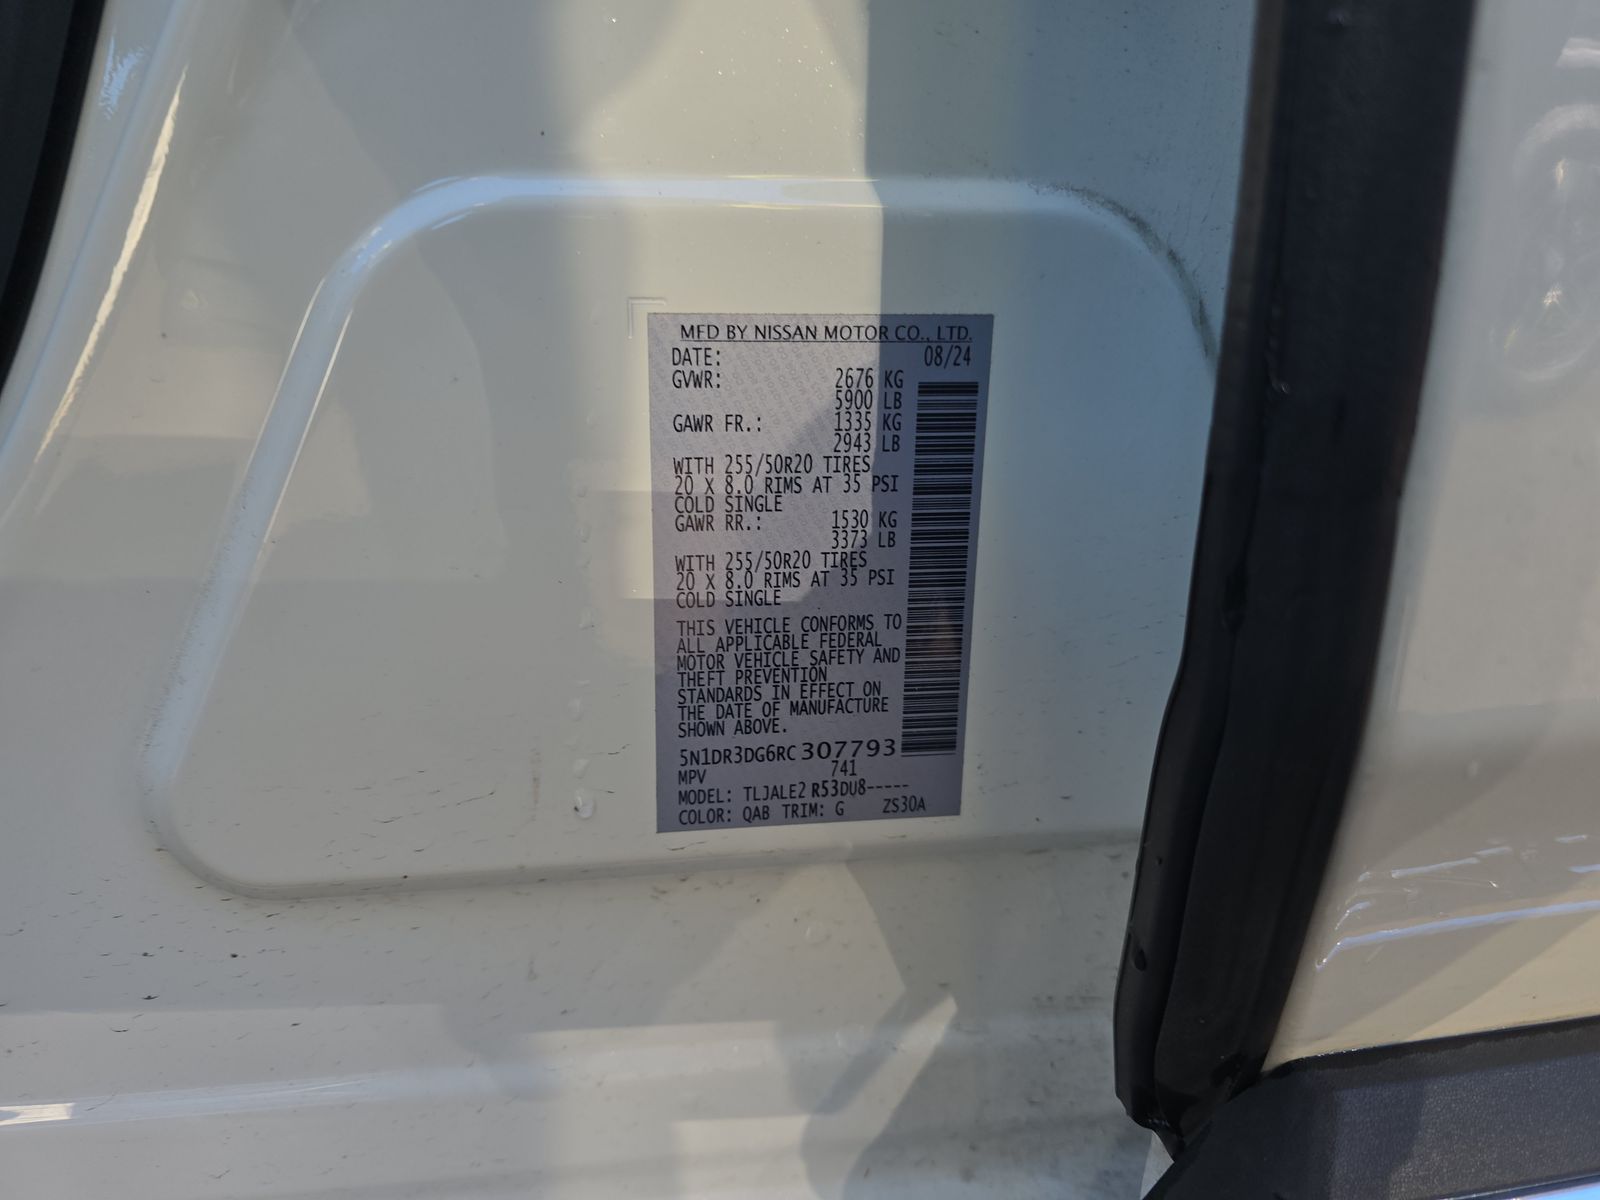 MFD BY NISSAN MOTOR CO., LTD.
DATE: 08/24
GVWR: 2676 KG
5900 LB
GAWR FR.: 1335 KG
2943 LB
WITH 255/50R20 TIRES
20 X 8.0 RIMS AT 35 PSI
COLD SINGLE
GAWR RR.: 1530 KG
3373 LB
WITH 255/50R20 TIRES
20 X 8.0 RIMS AT 35 PSI
COLD SINGLE
THIS VEHICLE CONFORMS TO
ALL APPLICABLE FEDERAL
MOTOR VEHICLE SAFETY AND
THEFT PREVENTION
STANDARDS IN EFFECT ON
THE DATE OF MANUFACTURE
SHOWN ABOVE.
5N1DR3DG6RC307793
MPV 741
MODEL: TLJALE2 R53DU8-----
COLOR: QAB TRIM: G ZS30A